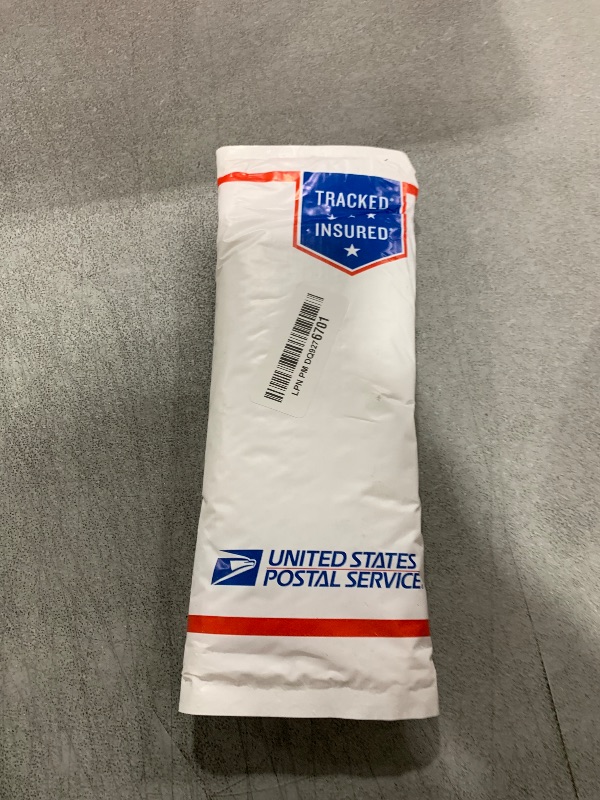 TRACKED
INSURED
LPN PM DQ9276701
UNITED STATES
POSTAL SERVICE